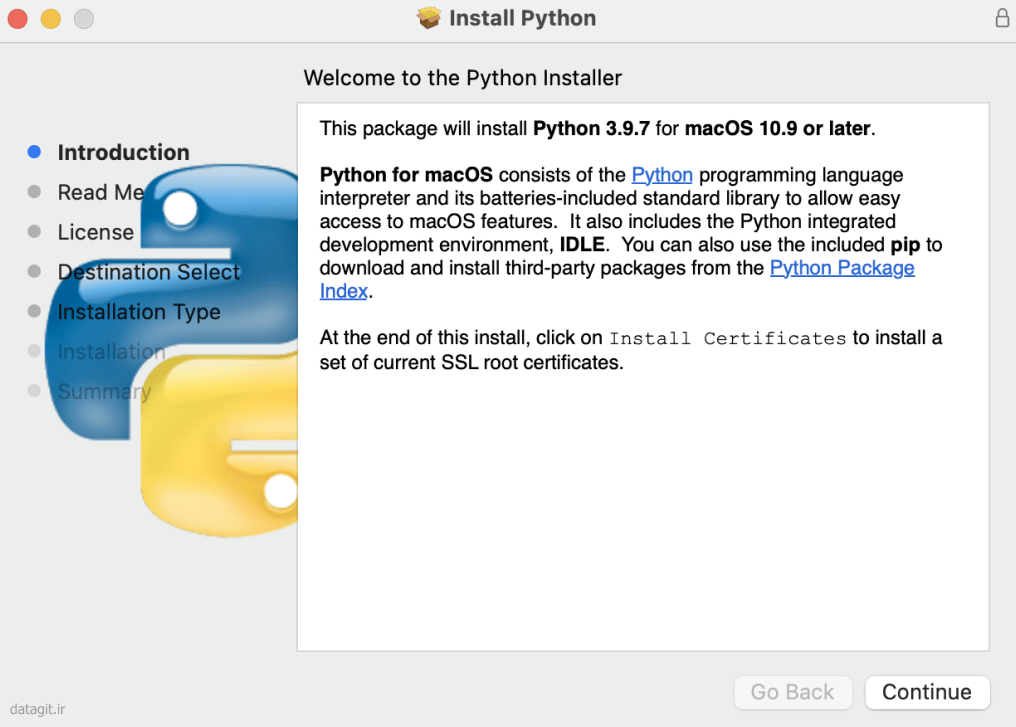 Install Python
Welcome to the Python Installer
Introduction
Read Me
License
Destination Select
Installation Type
Installation
Summary
This package will install Python 3.9.7 for macOS 10.9 or later.
Python for macOS consists of the Python programming language
interpreter and its batteries-included standard library to allow easy
access to macOS features.  It also includes the Python integrated
development environment, IDLE.  You can also use the included pip to
download and install third-party packages from the Python Package
Index.
At the end of this install, click on Install Certificates to install a
set of current SSL root certificates.
Go Back
Continue
datagit.ir